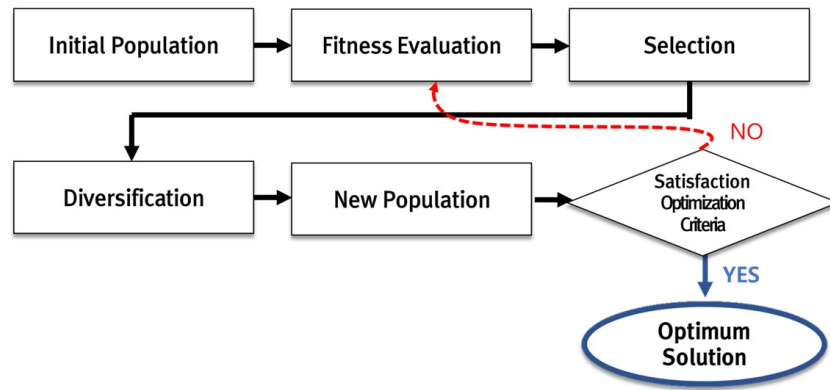 Initial Population
Fitness Evaluation
Selection
NO
Diversification
New Population
Satisfaction
Optimization
Criteria
YES
Optimum
Solution